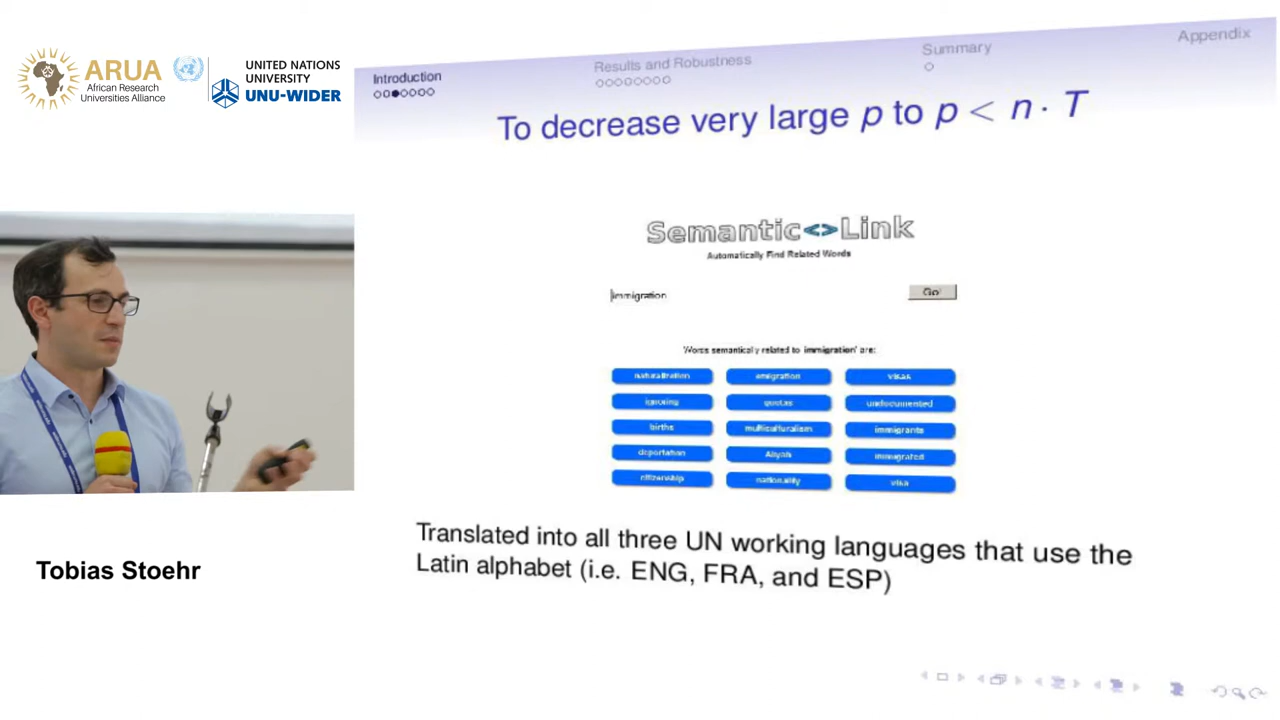 ARUA
African Research
Universities Alliance
UNITED NATIONS
UNIVERSITY
UNU-WIDER
Introduction
Results and Robustness
Summary
Appendix
To decrease very large p to p < n · T
Semantic<>Link
Automatically Find Related Words
immigration
Go!
Words semantically related to 'immigration' are:
naturalization emigration visas
ignoring quotas undocumented
births multiculturalism immigrants
deportation Aliyah immigrated
citizenship nationality visa
Translated into all three UN working languages that use the
Latin alphabet (i.e. ENG, FRA, and ESP)
Tobias Stoehr